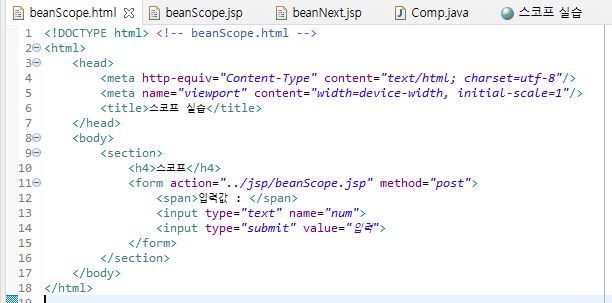 beanScope.html beanScope.jsp beanNext.jsp Comp.java 스코프 실습
1 <!DOCTYPE html> <!-- beanScope.html -->
2 <html>
3 <head>
4 <meta http-equiv="Content-Type" content="text/html; charset=utf-8"/>
5 <meta name="viewport" content="width=device-width, initial-scale=1"/>
6 <title>스코프 실습</title>
7 </head>
8 <body>
9 <section>
10 <h4>스코프</h4>
11 <form action="../jsp/beanScope.jsp" method="post">
12 <span>입력값 : </span>
13 <input type="text" name="num">
14 <input type="submit" value="입력">
15 </form>
16 </section>
17 </body>
18 </html>
19